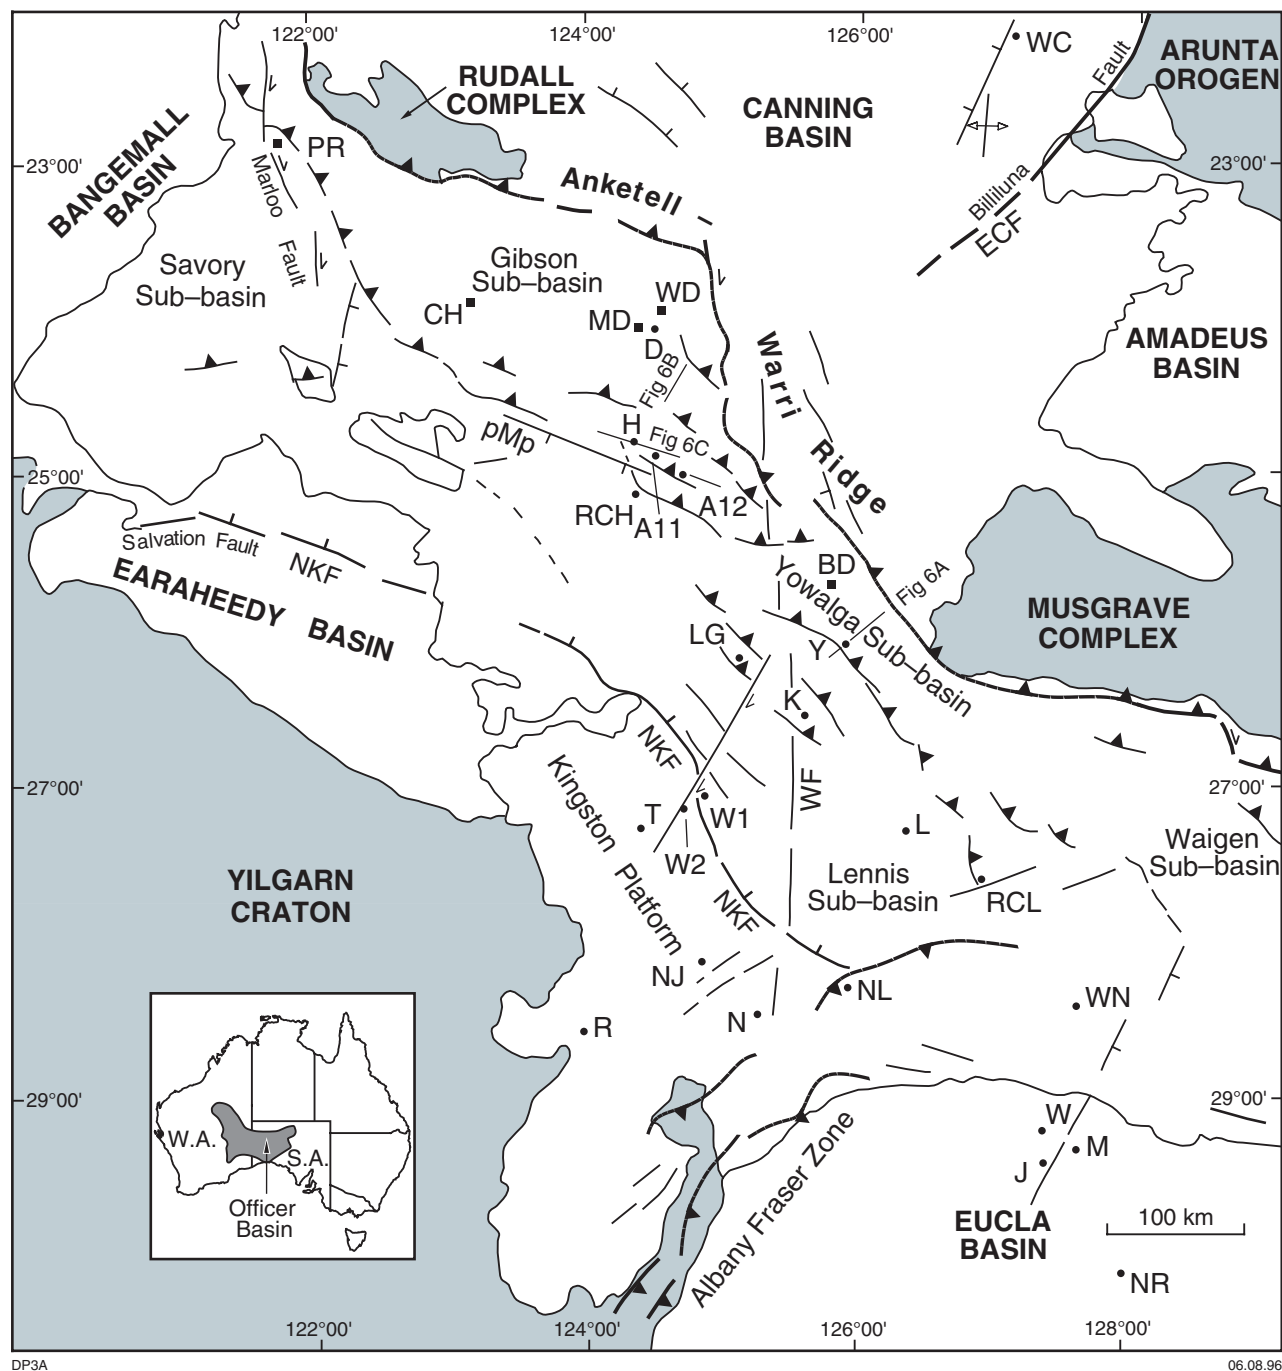 122°00'
124°00'
126°00'
WC
Fault
ARUNTA
OROGEN
RUDALL
COMPLEX
CANNING
BASIN
BANGEMALL
BASIN
PR
23°00'
23°00'
Marloo
Fault
Anketell
Billiluna
ECF
Savory
Sub–basin
Gibson
Sub–basin
CH
WD
MD
D
Fig 6B
Warri
Ridge
AMADEUS
BASIN
pMp
H
Fig 6C
25°00'
RCH
A11
A12
Salvation Fault
NKF
EARAHEEDY BASIN
BD
Yowalga Sub–basin
Fig 6A
MUSGRAVE
COMPLEX
LG
Y
K
NKF
WF
27°00'
27°00'
Kingston Platform
T
W1
W2
L
Waigen
Sub–basin
YILGARN
CRATON
NKF
Lennis
Sub–basin
RCL
NJ
NL
N
R
WN
29°00'
29°00'
W
M
J
W.A.
S.A.
Officer
Basin
Albany Fraser Zone
EUCLA
BASIN
100 km
NR
122°00'
124°00'
126°00'
128°00'
DP3A
06.08.96